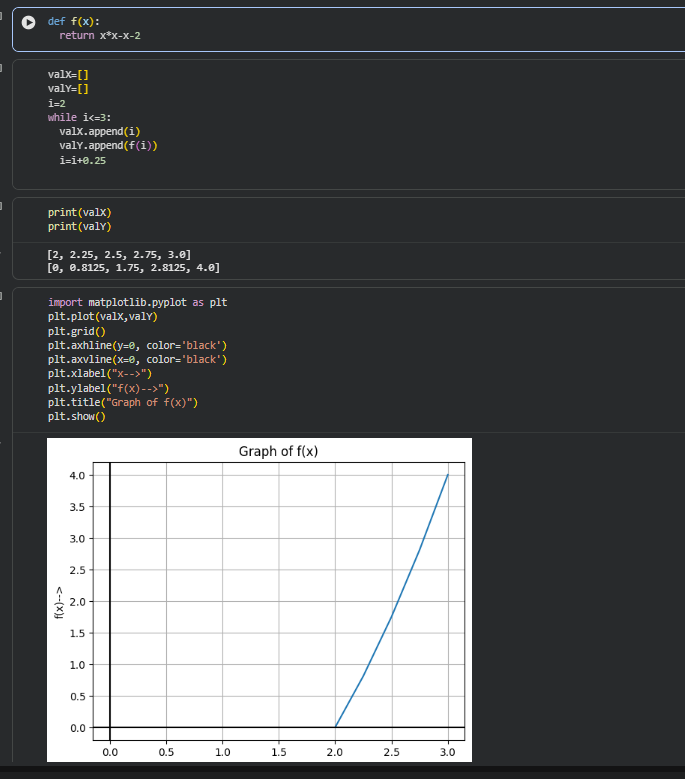 def f(x):
  return x*x-x-2
valX=[]
valY=[]
i=2
while i<=3:
  valX.append(i)
  valY.append(f(i))
  i=i+0.25
print(valX)
print(valY)
[2, 2.25, 2.5, 2.75, 3.0]
[0, 0.8125, 1.75, 2.8125, 4.0]
import matplotlib.pyplot as plt
plt.plot(valX,valY)
plt.grid()
plt.axhline(y=0, color='black')
plt.axvline(x=0, color='black')
plt.xlabel("x-->")
plt.ylabel("f(x)-->")
plt.title("Graph of f(x)")
plt.show()
Graph of f(x)
4.0
3.5
3.0
2.5
2.0
1.5
1.0
0.5
0.0
f(x)-->
0.0 0.5 1.0 1.5 2.0 2.5 3.0